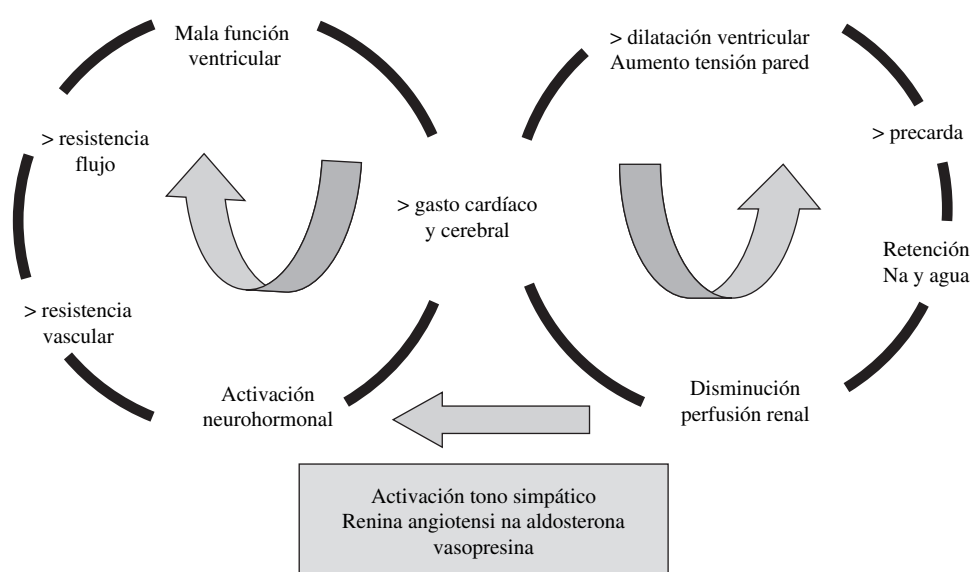 Mala función
ventricular
> resistencia
flujo
> resistencia
vascular
Activación
neurohormonal
> gasto cardíaco
y cerebral
> dilatación ventricular
Aumento tensión pared
> precarda
Retención
Na y agua
Disminución
perfusión renal
Activación tono simpático
Renina angiotensi na aldosterona
vasopresina